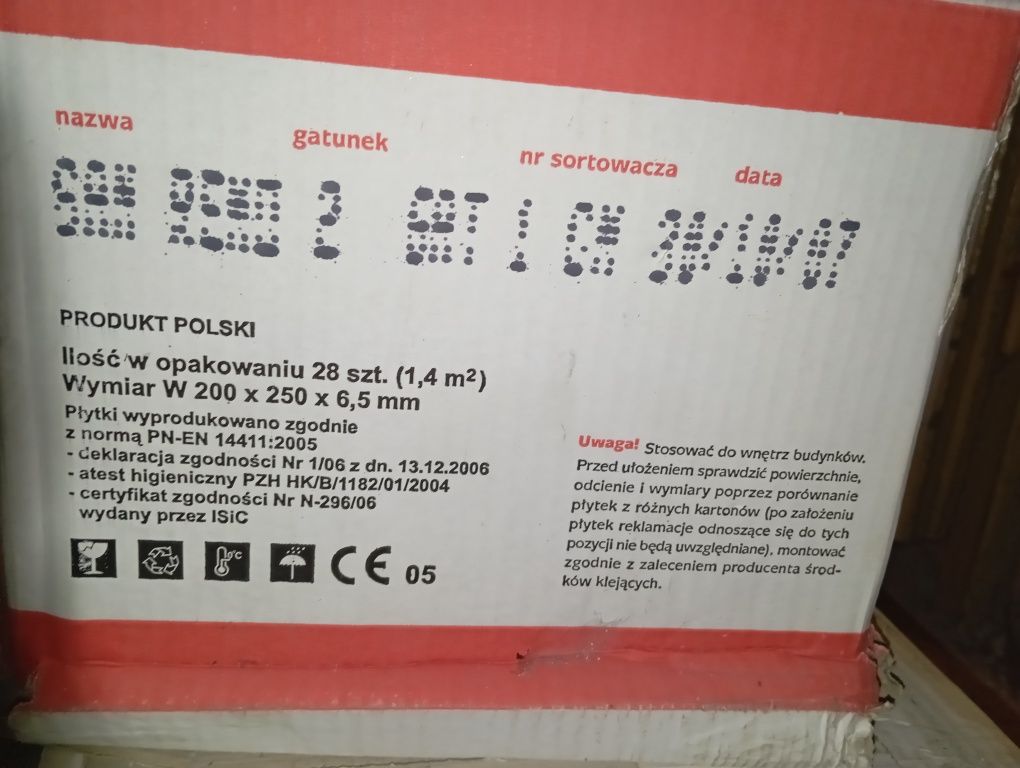 nazwa gatunek nr sortowacza data
PRODUKT POLSKI
Ilość w opakowaniu 28 szt. (1,4 m²)
Wymiar W 200 x 250 x 6,5 mm
Płytki wyprodukowano zgodnie
z normą PN-EN 14411:2005
- deklaracja zgodności Nr 1/06 z dn. 13.12.2006
- atest higieniczny PZH HK/B/1182/01/2004
- certyfikat zgodności Nr N-296/06
wydany przez ISiC
0°C
CE 05
Uwaga! Stosować do wnętrz budynków.
Przed ułożeniem sprawdzić powierzchnie,
odcienie i wymiary poprzez porównanie
płytek z różnych kartonów (po założeniu
płytek reklamacje odnoszące się do tych
pozycji nie będą uwzględniane), montować
zgodnie z zaleceniem producenta środ-
ków klejących.